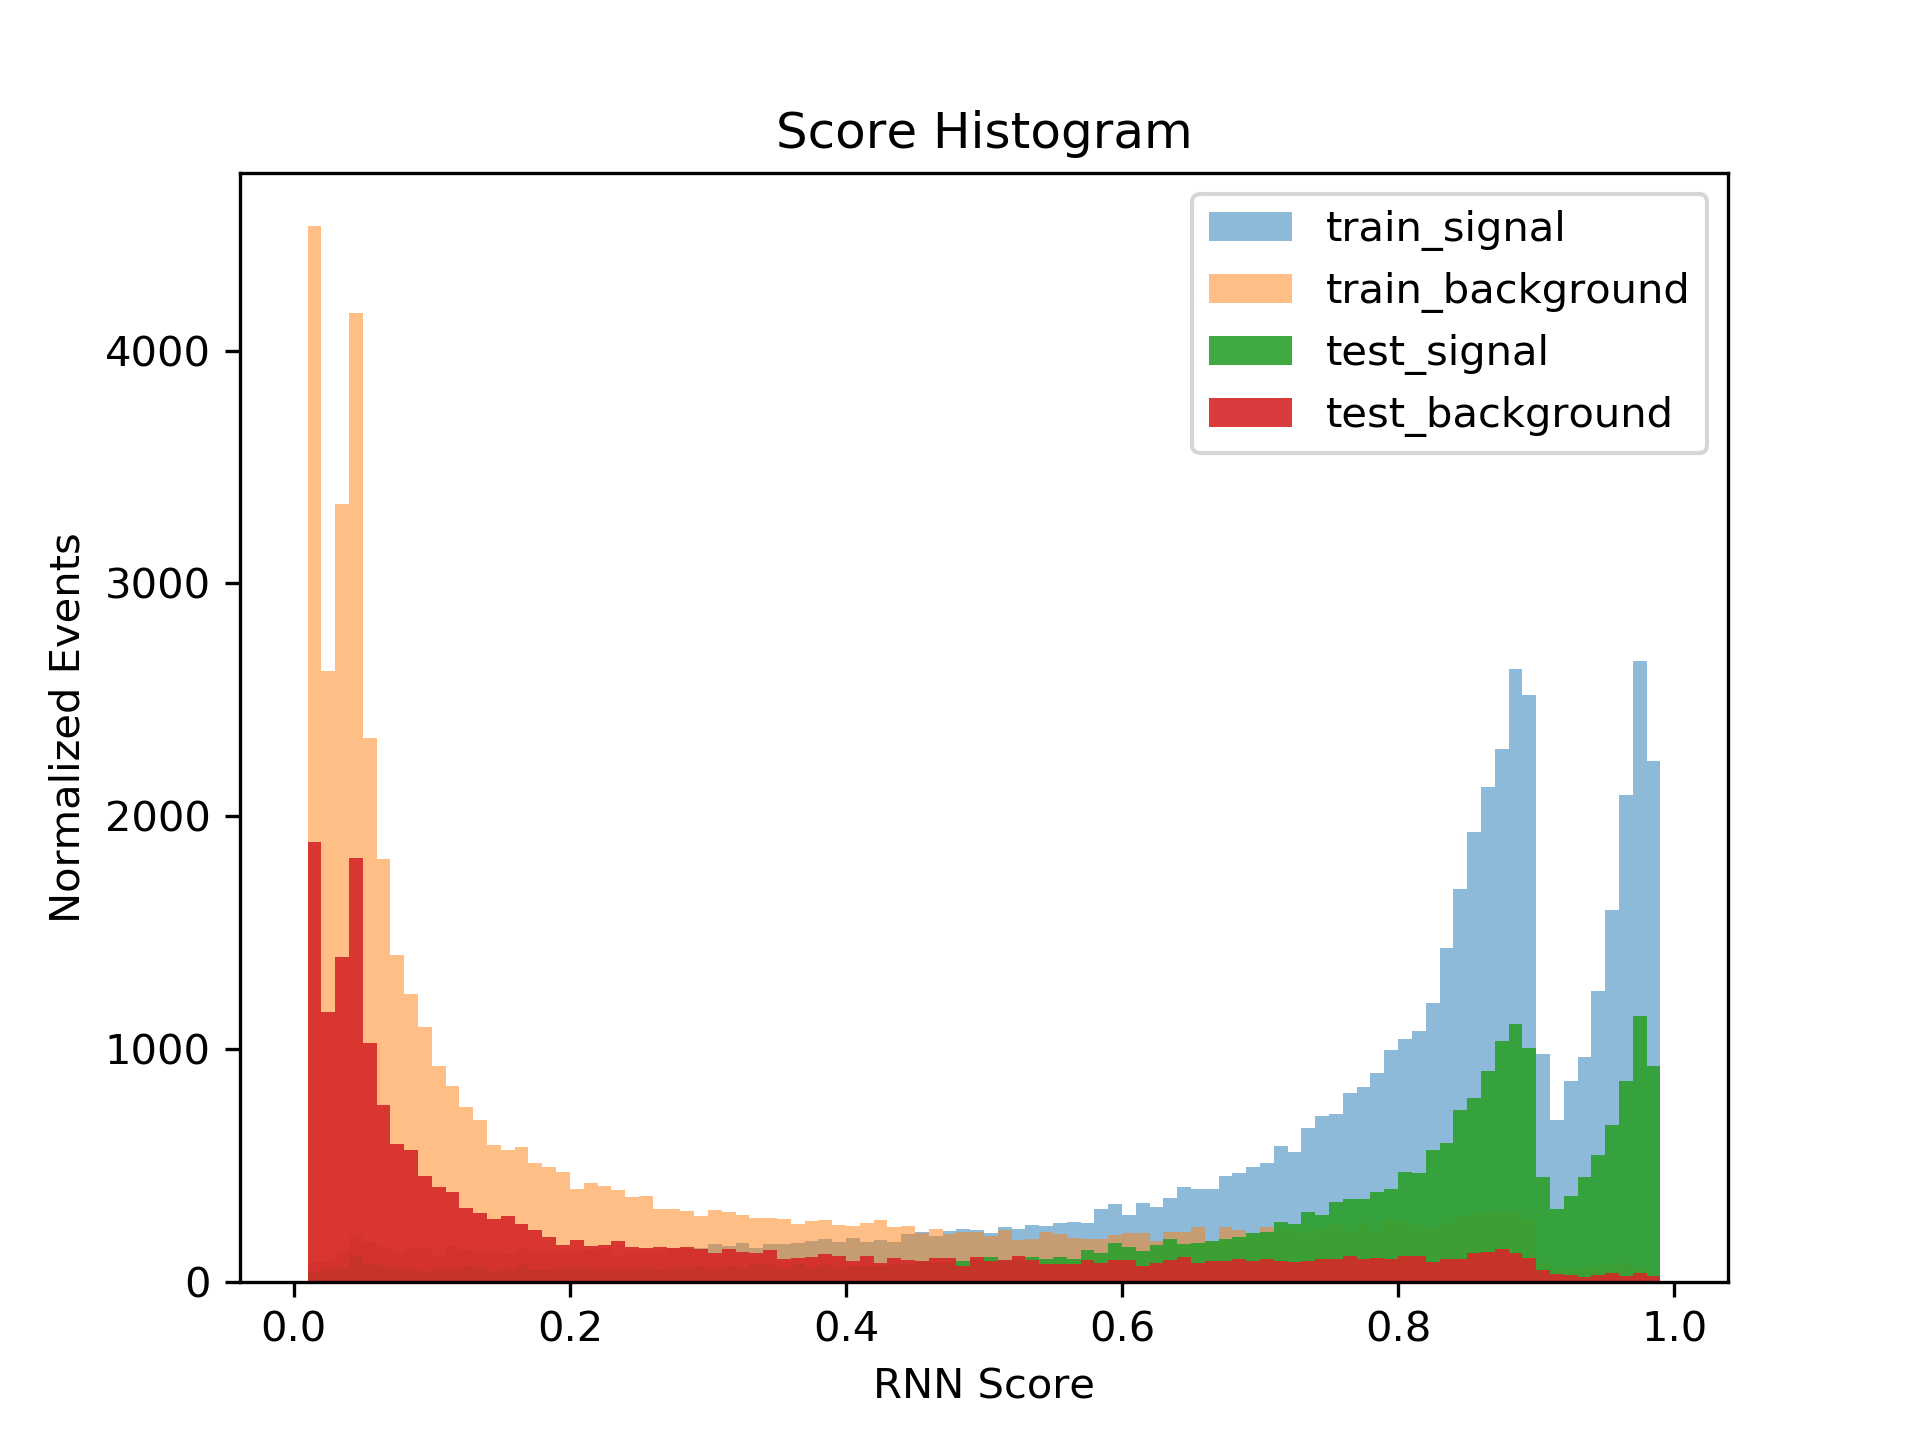 Score Histogram
train_signal
train_background
test_signal
test_background
4000
3000
2000
1000
0
Normalized Events
0.0 0.2 0.4 0.6 0.8 1.0
RNN Score